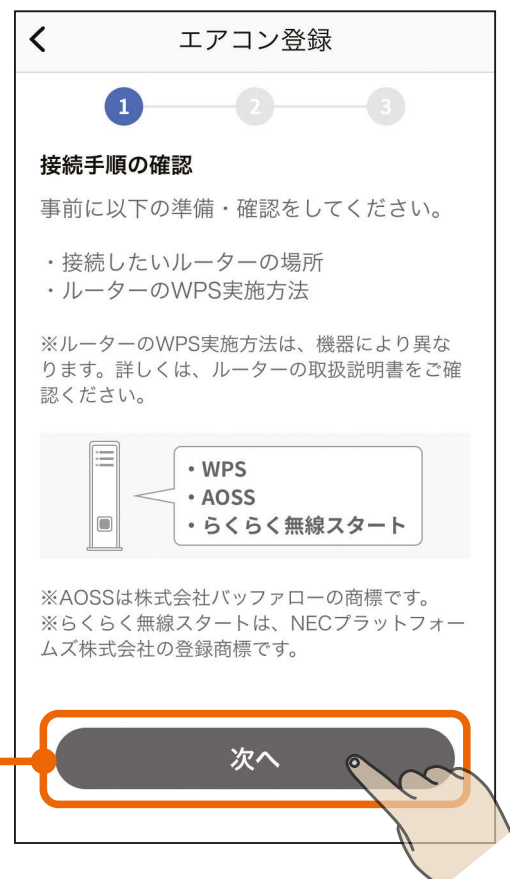 エアコン登録
1 2 3
接続手順の確認
事前に以下の準備・確認をしてください。
・接続したいルーターの場所
・ルーターのWPS実施方法
※ルーターのWPS実施方法は、機器により異な
ります。詳しくは、ルーターの取扱説明書をご確
認ください。
・WPS
・AOSS
・らくらく無線スタート
※AOSSは株式会社バッファローの商標です。
※らくらく無線スタートは、NECプラットフォー
ムズ株式会社の登録商標です。
次へ